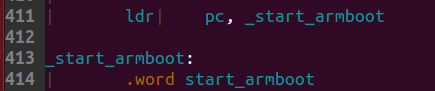 411 ldr pc, _start_armboot
412
413 _start_armboot:
414 .word start_armboot